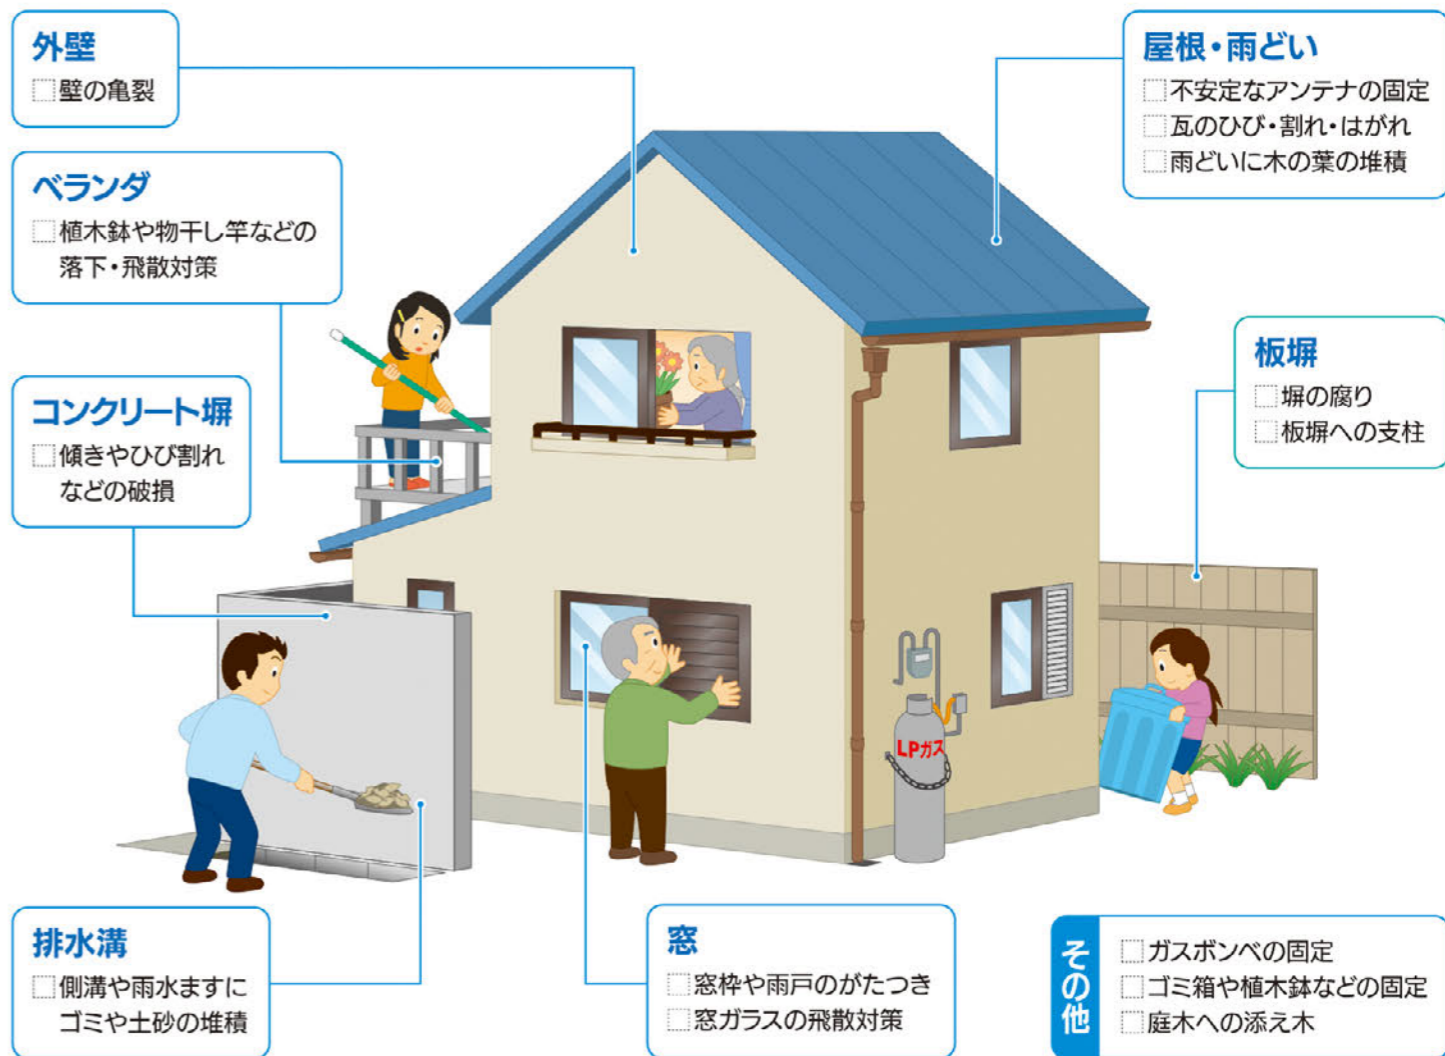 外壁
壁の亀裂
屋根・雨どい
不安定なアンテナの固定
瓦のひび・割れ・はがれ
雨どいに木の葉の堆積
ベランダ
植木鉢や物干し竿などの
落下・飛散対策
板塀
塀の腐り
板塀への支柱
コンクリート塀
傾きやひび割れ
などの破損
LPガス
排水溝
側溝や雨水ますに
ゴミや土砂の堆積
窓
窓枠や雨戸のがたつき
窓ガラスの飛散対策
その他
ガスボンベの固定
ゴミ箱や植木鉢などの固定
庭木への添え木